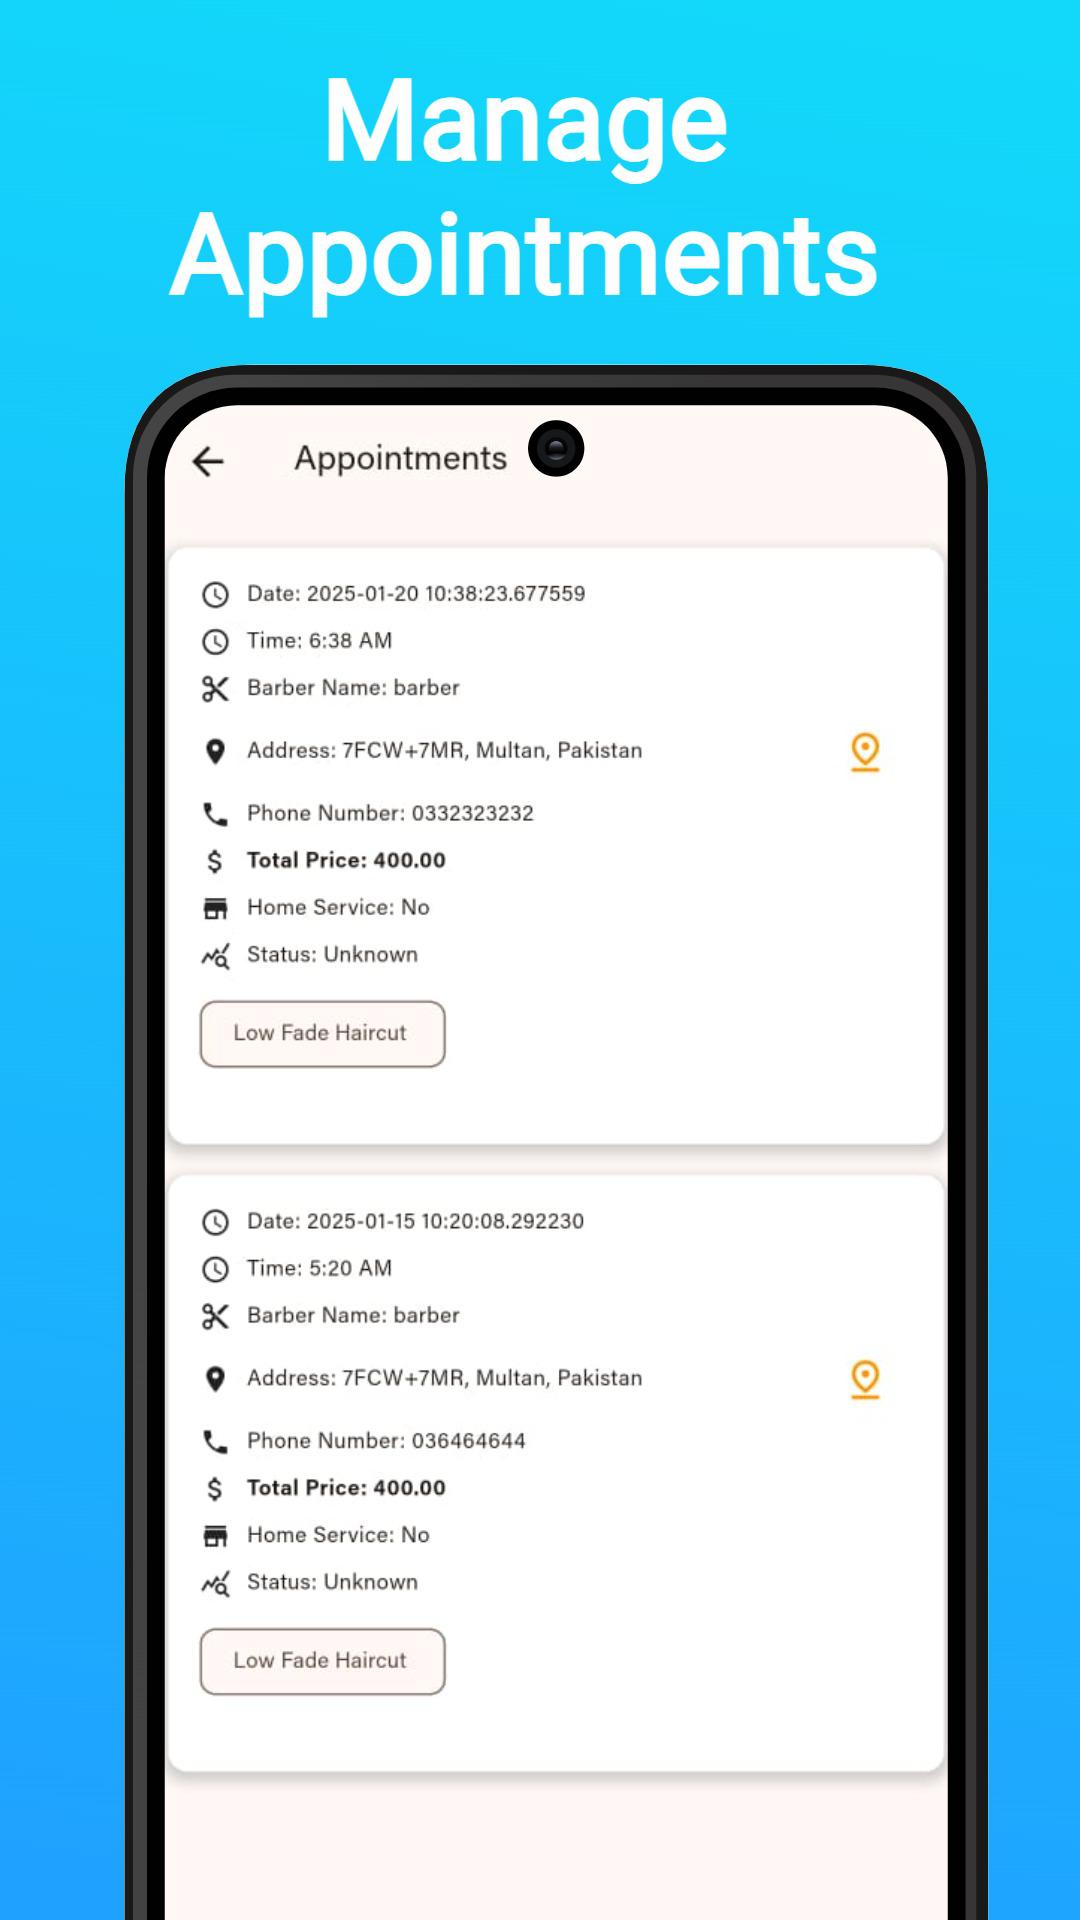 Manage
Appointments
Appointments
Date: 2025-01-20 10:38:23.677559
Time: 6:38 AM
Barber Name: barber
Address: 7FCW+7MR, Multan, Pakistan
Phone Number: 0332323232
Total Price: 400.00
Home Service: No
Status: Unknown
Low Fade Haircut
Date: 2025-01-15 10:20:08.292230
Time: 5:20 AM
Barber Name: barber
Address: 7FCW+7MR, Multan, Pakistan
Phone Number: 036464644
Total Price: 400.00
Home Service: No
Status: Unknown
Low Fade Haircut